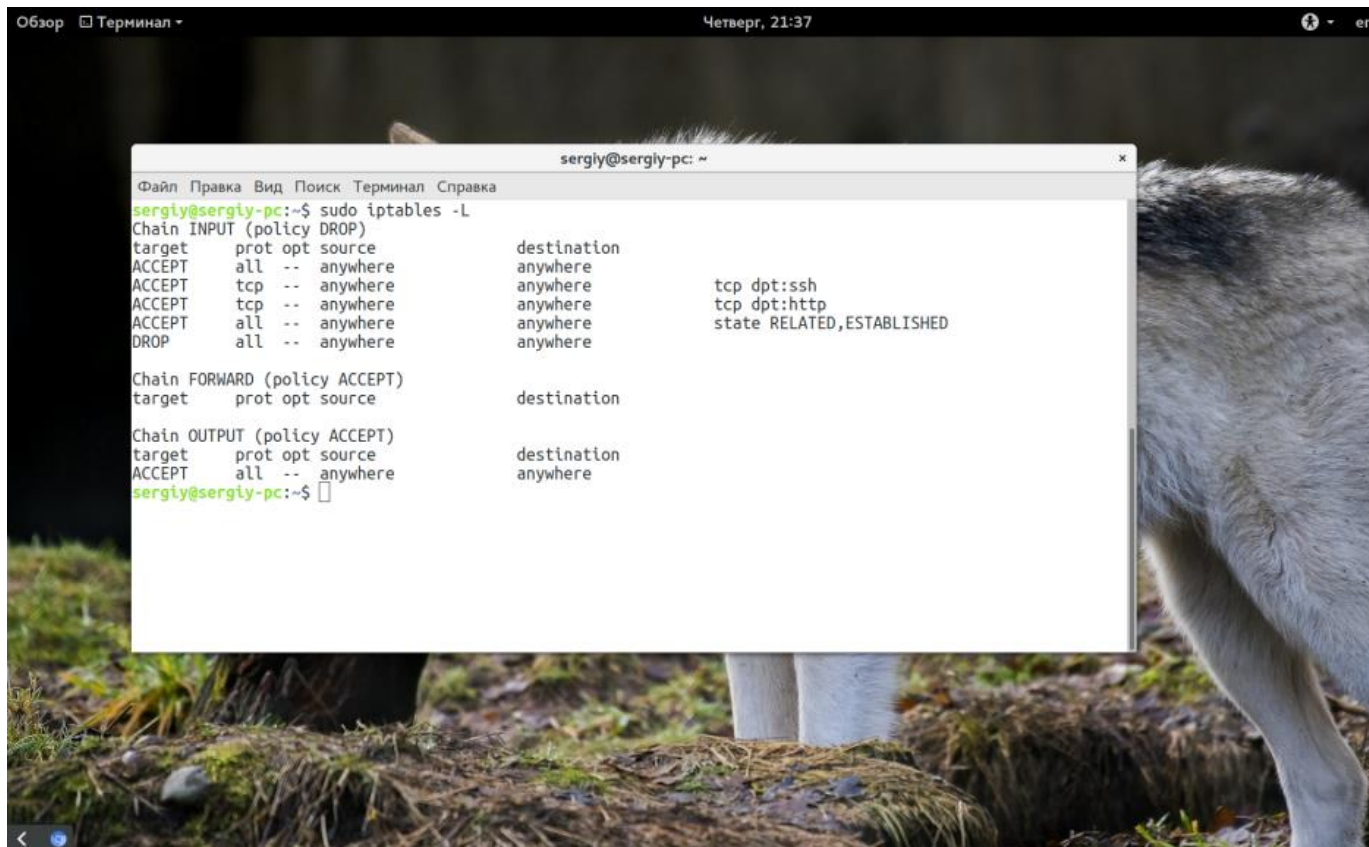 Обзор Терминал Четверг, 21:37 en
sergiy@sergiy-pc: ~ ×
Файл Правка Вид Поиск Терминал Справка
sergiy@sergiy-pc:~$ sudo iptables -L
Chain INPUT (policy DROP)
target prot opt source destination
ACCEPT all -- anywhere anywhere
ACCEPT tcp -- anywhere anywhere tcp dpt:ssh
ACCEPT tcp -- anywhere anywhere tcp dpt:http
ACCEPT all -- anywhere anywhere state RELATED,ESTABLISHED
DROP all -- anywhere anywhere
Chain FORWARD (policy ACCEPT)
target prot opt source destination
Chain OUTPUT (policy ACCEPT)
target prot opt source destination
ACCEPT all -- anywhere anywhere
sergiy@sergiy-pc:~$